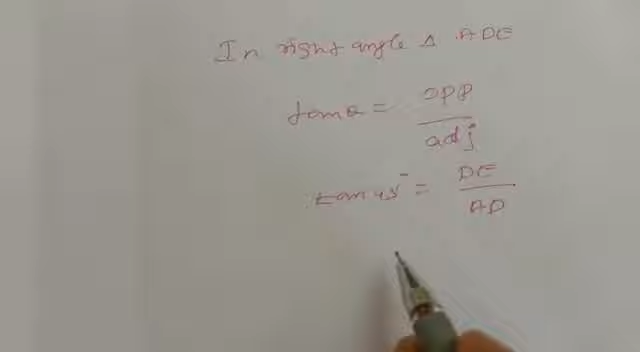 In right angle Δ ADE
tanθ = opp / adj
tan 45° = DE / AD